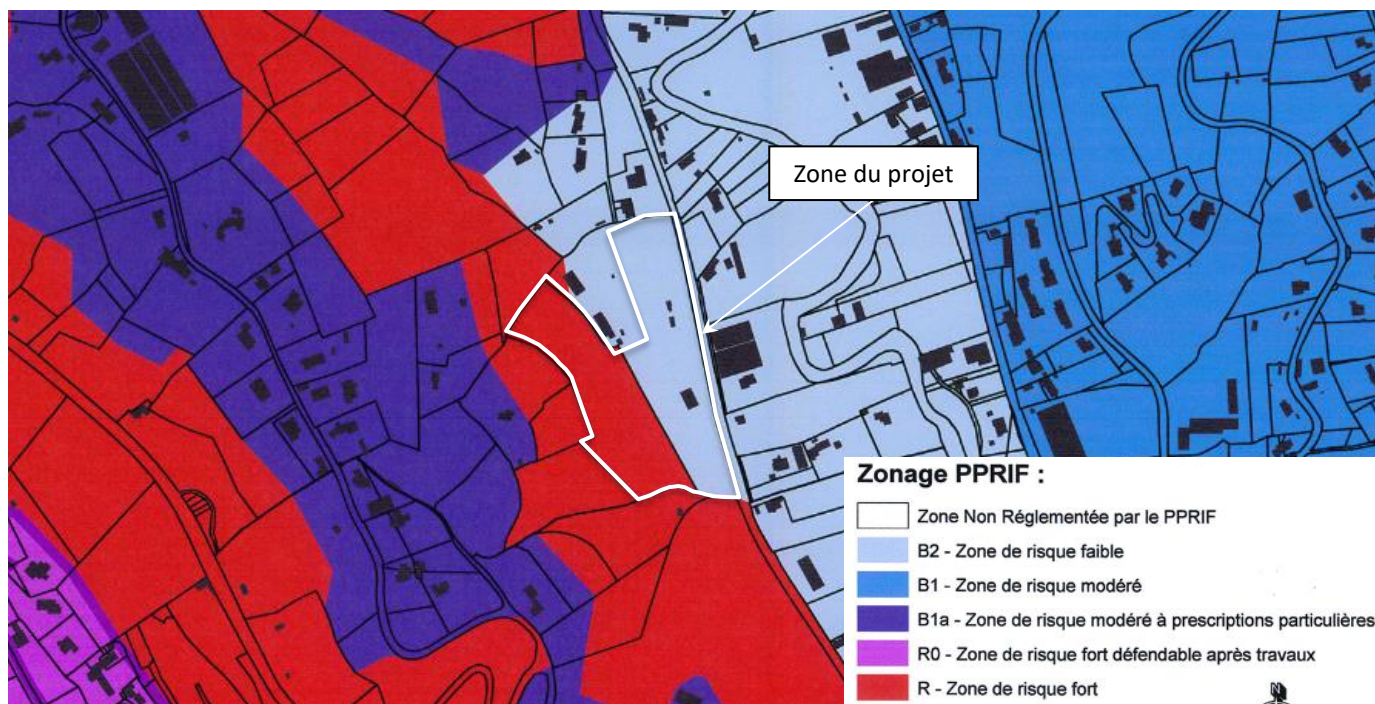 Zone du projet
Zonage PPRIF :
Zone Non Réglementée par le PPRIF
B2 - Zone de risque faible
B1 - Zone de risque modéré
B1a - Zone de risque modéré à prescriptions particulières
R0 - Zone de risque fort défendable après travaux
R - Zone de risque fort
N